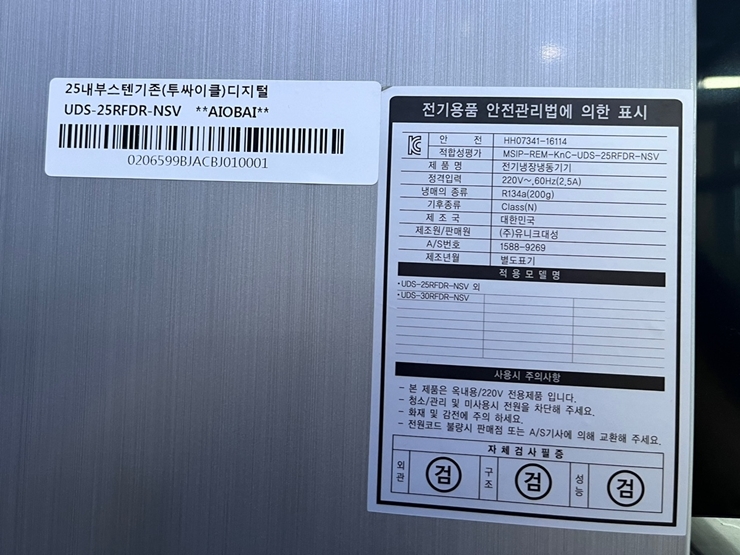 25내부스텐기존(투싸이클)디지털
UDS-25RFDR-NSV **AIOBAI**
0206599BJACBJ010001
전기용품 안전관리법에 의한 표시
안 전 HH07341-16114
적합성평가 MSIP-REM-KnC-UDS-25RFDR-NSV
제 품 명 전기냉장냉동기기
정격입력 220V~,60Hz(2,5A)
냉매의 종류 R134a(200g)
기후종류 Class(N)
제 조 국 대한민국
제조원/판매원 (주)유니크대성
A/S번호 1588-9269
제조년월 별도표기
적 용 모 델 명
•UDS-25RFDR-NSV 외
•UDS-30RFDR-NSV
사용시 주의사항
- 본 제품은 옥내용/220V 전용제품 입니다.
- 청소/관리 및 미사용시 전원을 차단해 주세요.
- 화재 및 감전에 주의 하세요.
- 전원코드 불량시 판매점 또는 A/S기사에 의해 교환해 주세요.
자 체 검 사 필 증
외관 검 구조 검 성능 검